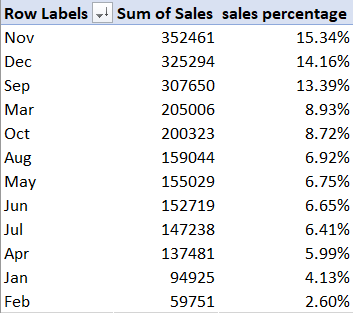 Row Labels Sum of Sales sales percentage
Nov 352461 15.34%
Dec 325294 14.16%
Sep 307650 13.39%
Mar 205006 8.93%
Oct 200323 8.72%
Aug 159044 6.92%
May 155029 6.75%
Jun 152719 6.65%
Jul 147238 6.41%
Apr 137481 5.99%
Jan 94925 4.13%
Feb 59751 2.60%